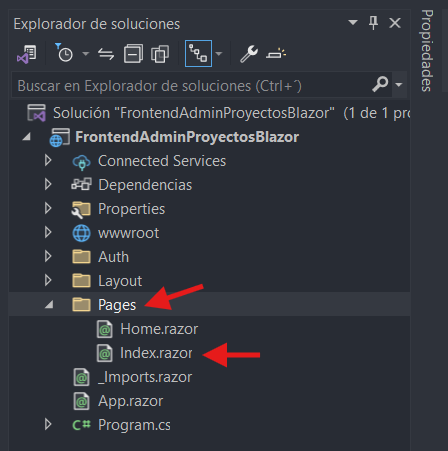 Explorador de soluciones
Propiedades
Buscar en Explorador de soluciones (Ctrl+´)
Solución "FrontendAdminProyectosBlazor" (1 de 1 pro
FrontendAdminProyectosBlazor
Connected Services
Dependencias
Properties
wwwroot
Auth
Layout
Pages
Home.razor
Index.razor
_Imports.razor
App.razor
C# Program.cs